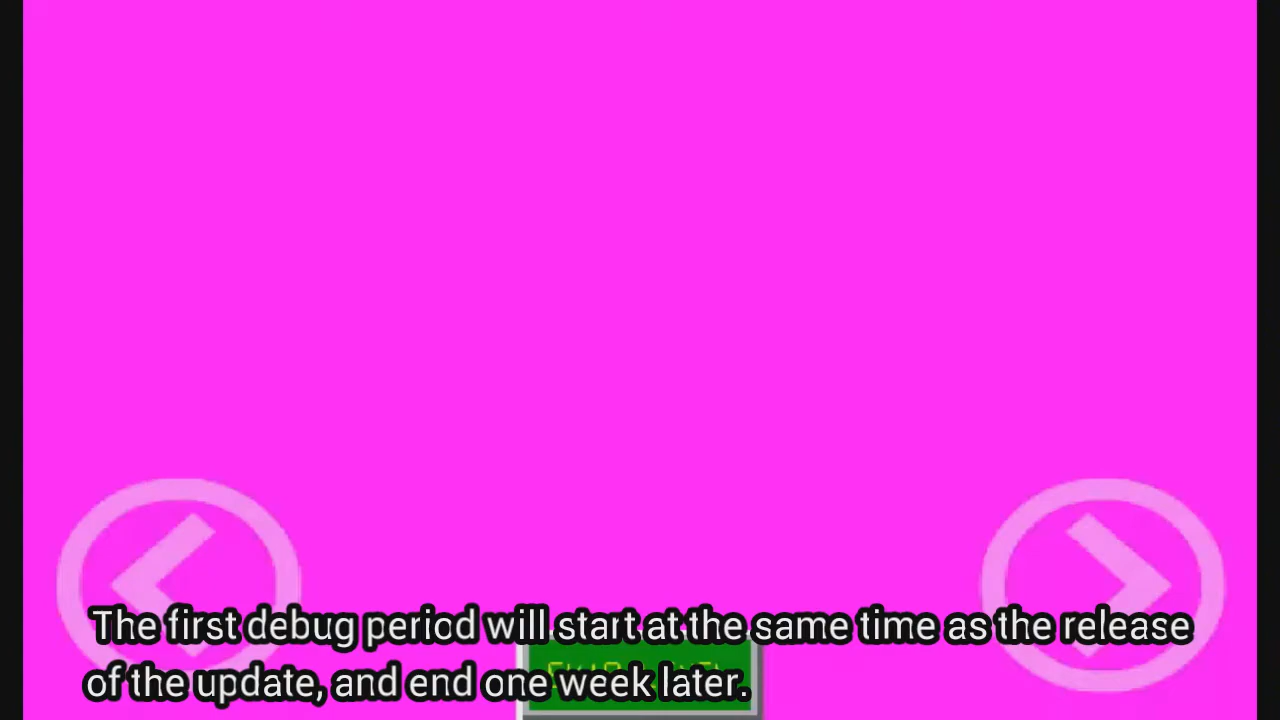 The first debug period will start at the same time as the release
of the update, and end one week later.